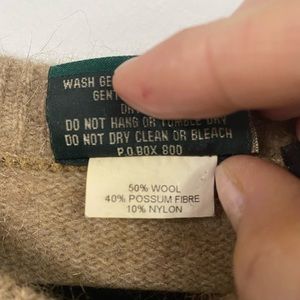 WASH
GENT
DO NOT HANG OR TUMBLE DRY
DO NOT DRY CLEAN OR BLEACH
P.O.BOX 800
50% WOOL
40% POSSUM FIBRE
10% NYLON